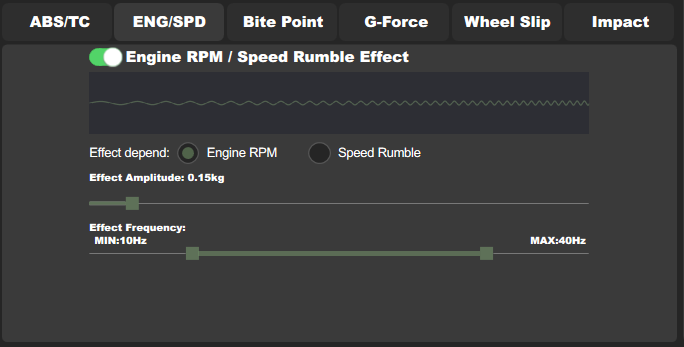 ABS/TC ENG/SPD Bite Point G-Force Wheel Slip Impact
Engine RPM / Speed Rumble Effect
Effect depend: Engine RPM Speed Rumble
Effect Amplitude: 0.15kg
Effect Frequency:
MIN:10Hz MAX:40Hz